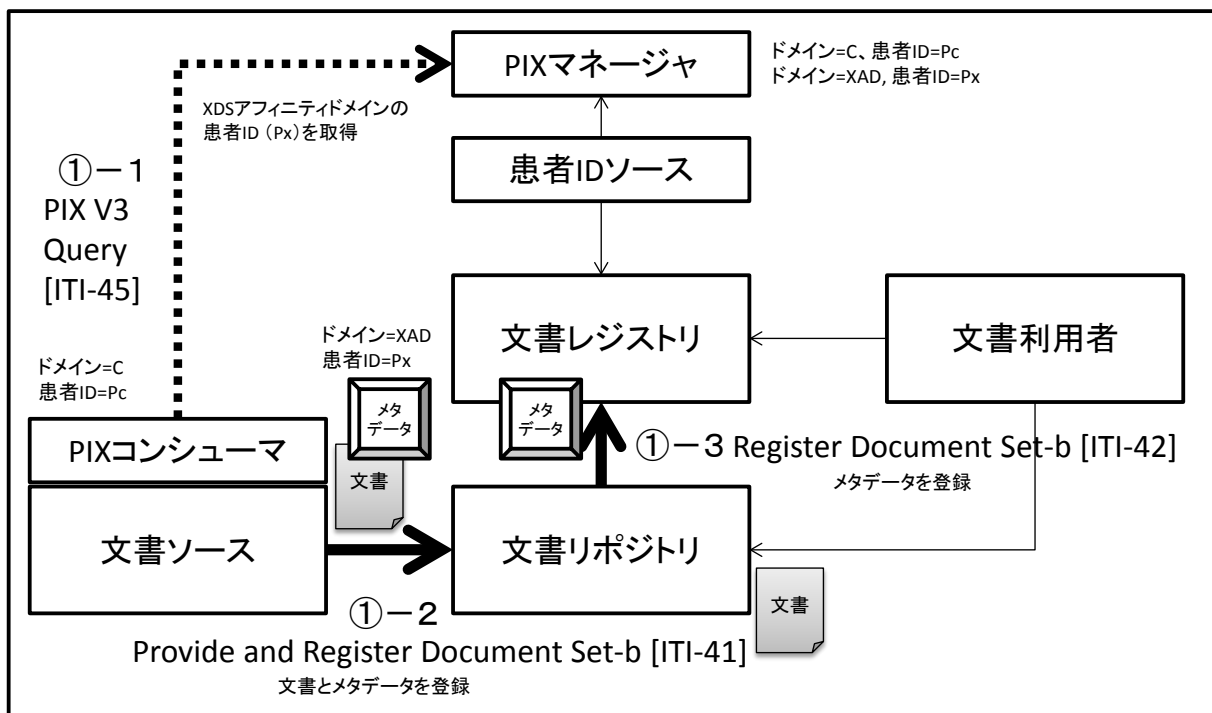 PIXマネージャ
ドメイン=C、患者ID=Pc
ドメイン=XAD, 患者ID=Px
XDSアフィニティドメインの
患者ID （Px）を取得
患者IDソース
①－１
PIX V3
Query
[ITI-45]
ドメイン=XAD
患者ID=Px
文書レジストリ
文書利用者
ドメイン=C
患者ID=Pc
メタ
データ
メタ
データ
PIXコンシューマ
①－３ Register Document Set-b [ITI-42]
メタデータを登録
文書
文書ソース
文書リポジトリ
文書
①－２
Provide and Register Document Set-b [ITI-41]
文書とメタデータを登録